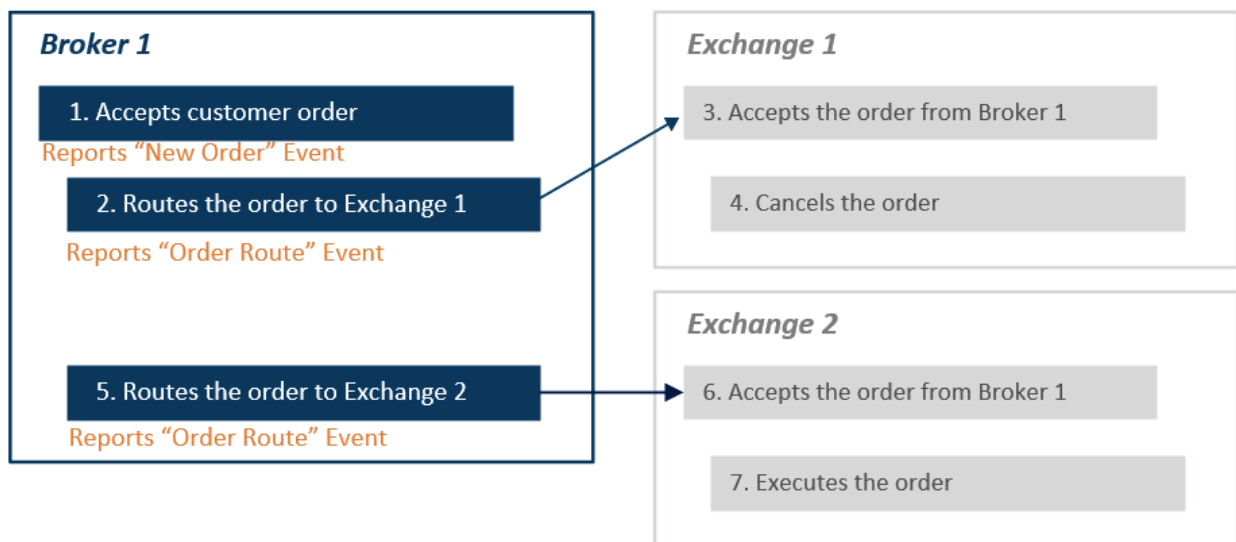 Broker 1
1. Accepts customer order
Reports “New Order” Event
2. Routes the order to Exchange 1
Reports “Order Route” Event
5. Routes the order to Exchange 2
Reports “Order Route” Event
Exchange 1
3. Accepts the order from Broker 1
4. Cancels the order
Exchange 2
6. Accepts the order from Broker 1
7. Executes the order